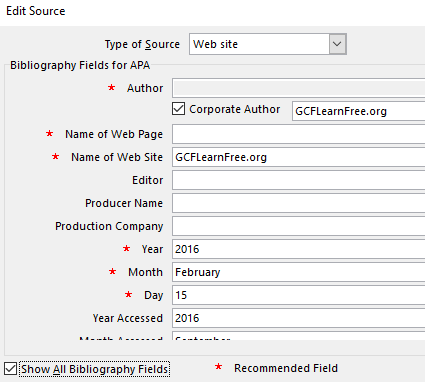 Edit Source
Type of Source Web site
Bibliography Fields for APA
* Author
Corporate Author GCFLearnFree.org
* Name of Web Page
* Name of Web Site GCFLearnFree.org
Editor
Producer Name
Production Company
* Year 2016
* Month February
* Day 15
Year Accessed 2016
Month Accessed September
Show All Bibliography Fields * Recommended Field